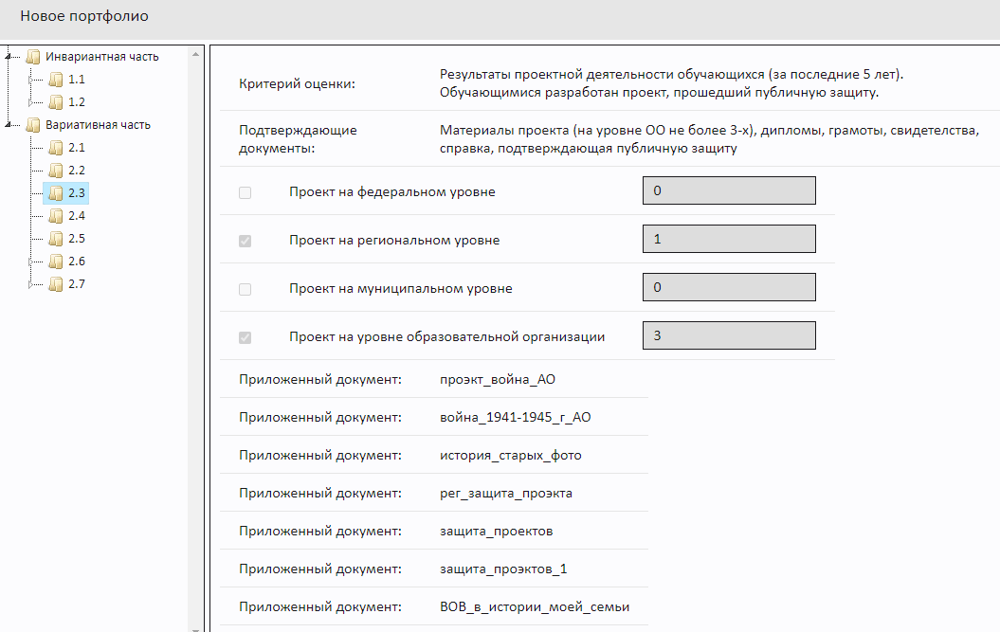 Новое портфолио
Инвариантная часть
1.1
1.2
Вариативная часть
2.1
2.2
2.3
2.4
2.5
2.6
2.7
Критерий оценки:
Результаты проектной деятельности обучающихся (за последние 5 лет).
Обучающимися разработан проект, прошедший публичную защиту.
Подтверждающие
документы:
Материалы проекта (на уровне ОО не более 3-х), дипломы, грамоты, свидетелства,
справка, подтверждающая публичную защиту
Проект на федеральном уровне 0
Проект на региональном уровне 1
Проект на муниципальном уровне 0
Проект на уровне образовательной организации 3
Приложенный документ: проэкт_война_АО
Приложенный документ: война_1941-1945_г_АО
Приложенный документ: история_старых_фото
Приложенный документ: рег_защита_проэкта
Приложенный документ: защита_проектов
Приложенный документ: защита_проэктов_1
Приложенный документ: ВОВ_в_истории_моей_семьи